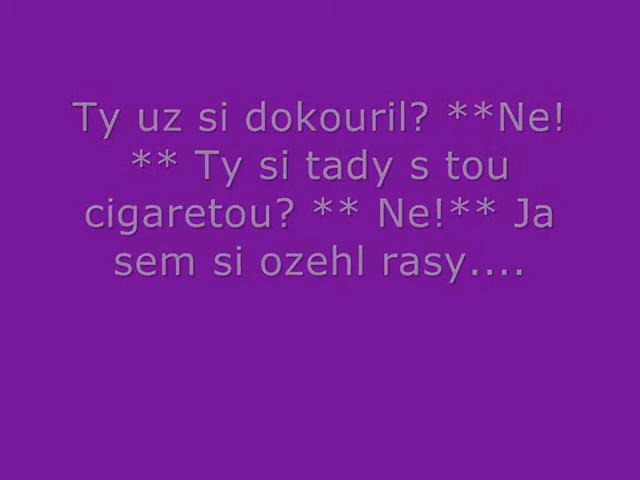 Ty uz si dokouril? **Ne!
** Ty si tady s tou
cigaretou? ** Ne!** Ja
sem si ozehl rasy....